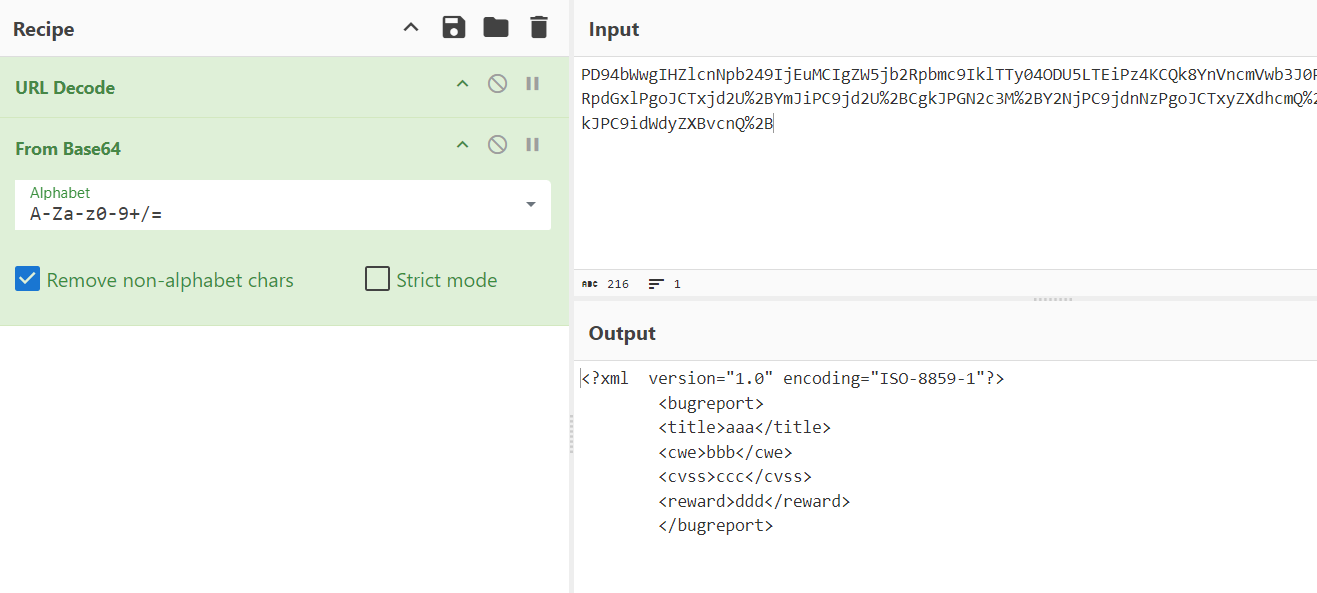 Recipe
URL Decode
From Base64
Alphabet
A-Za-z0-9+/=
Remove non-alphabet chars
Strict mode
Input
PD94bWwgIHZlcnNpb249IjEuMCIgZW5jb2Rpbmc9IklTTy04ODU5LTEiPz4KCQk8YnVncmVwb3J0P
RpdGxlPgoJCTxjd2U%2BYmJiPC9jd2U%2BCgkJPGN2c3M%2BY2NjPC9jdnNzPgoJCTxyZXdhcmQ%2
kJPC9idWdyZXBvcnQ%2B
ABC 216 1
Output
<?xml  version="1.0" encoding="ISO-8859-1"?>
<bugreport>
<title>aaa</title>
<cwe>bbb</cwe>
<cvss>ccc</cvss>
<reward>ddd</reward>
</bugreport>